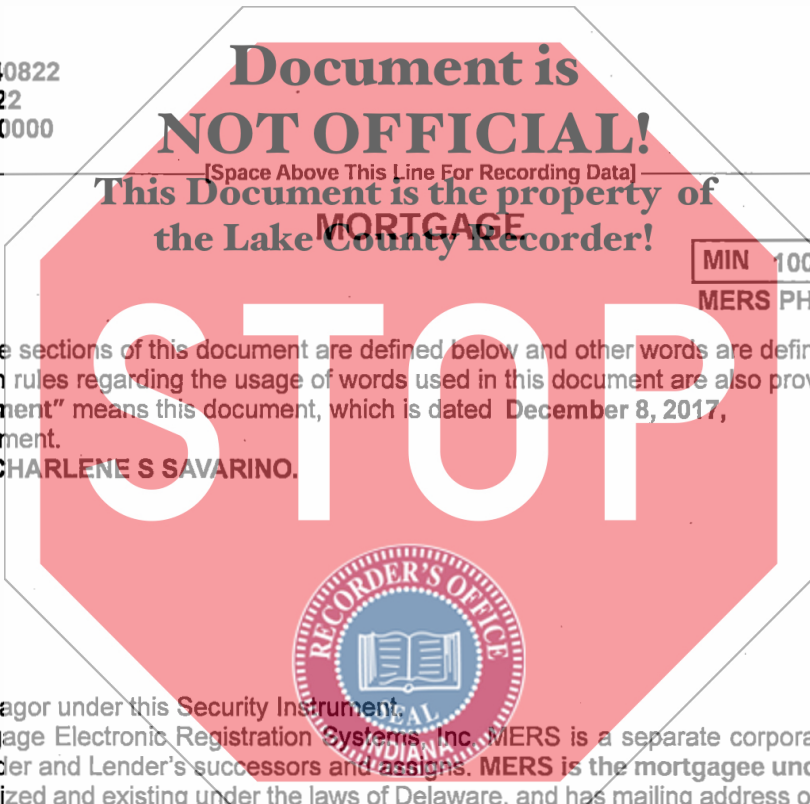 0822
Document is
2
NOT OFFICIAL!
0000
[Space Above This Line For Recording Data]
This Document is the property of
MORTGAGE
the Lake County Recorder!
MIN 100
MERS PH
STOP
e sections of this document are defined below and other words are defin
n rules regarding the usage of words used in this document are also prov
ment” means this document, which is dated December 8, 2017,
ment.
CHARLENE S SAVARINO.
RECORDER'S OFFICE
SEAL
INDIANA
agor under this Security Instrument.
age Electronic Registration Systems, Inc. MERS is a separate corpora
er and Lender's successors and assigns. MERS is the mortgagee und
ized and existing under the laws of Delaware, and has mailing address o